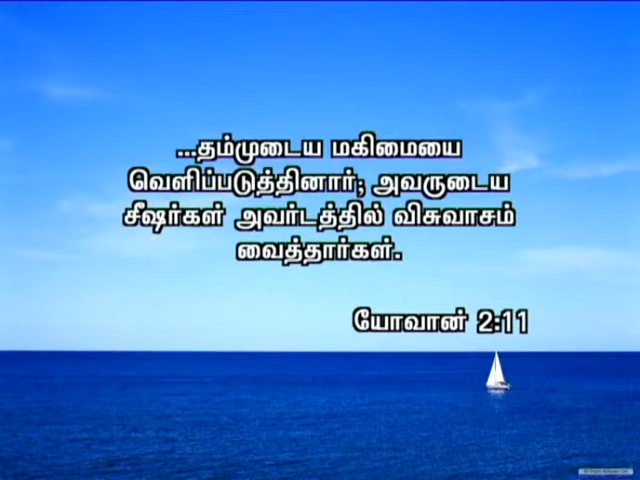 ...தம்முடைய மகிமையை
வெளிப்படுத்தினார்; அவருடைய
சீஷர்கள் அவர்டத்தில் விசுவாசம்
வைத்தார்கள்.
யோவான் 2:11